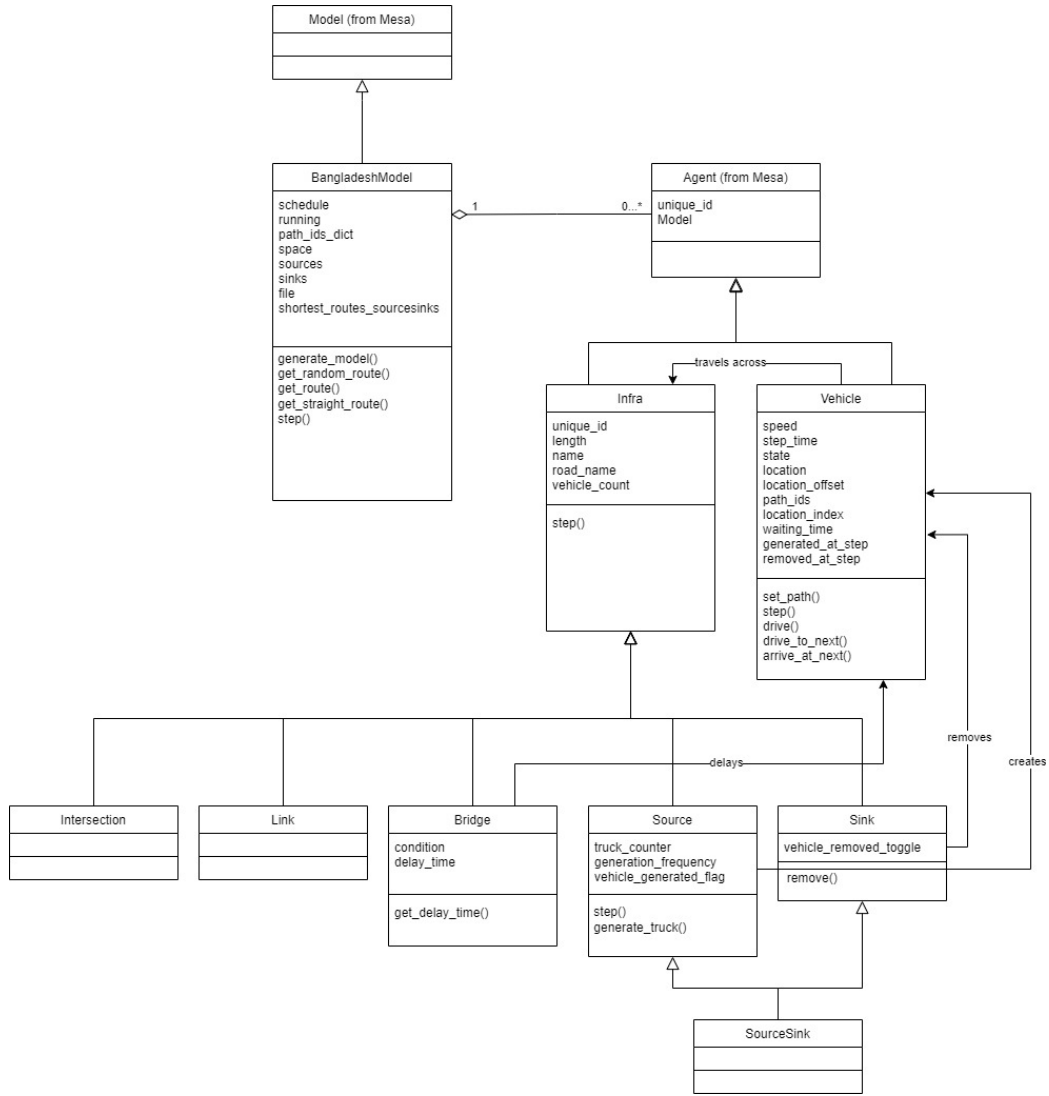 Model (from Mesa)
BangladeshModel
schedule
running
path_ids_dict
space
sources
sinks
file
shortest_routes_sourcesinks
generate_model()
get_random_route()
get_route()
get_straight_route()
step()
1
0...*
Agent (from Mesa)
unique_id
Model
travels across
Infra
unique_id
length
name
road_name
vehicle_count
step()
Vehicle
speed
step_time
state
location
location_offset
path_ids
location_index
waiting_time
generated_at_step
removed_at_step
set_path()
step()
drive()
drive_to_next()
arrive_at_next()
removes
creates
delays
Intersection
Link
Bridge
condition
delay_time
get_delay_time()
Source
truck_counter
generation_frequency
vehicle_generated_flag
step()
generate_truck()
Sink
vehicle_removed_toggle
remove()
SourceSink